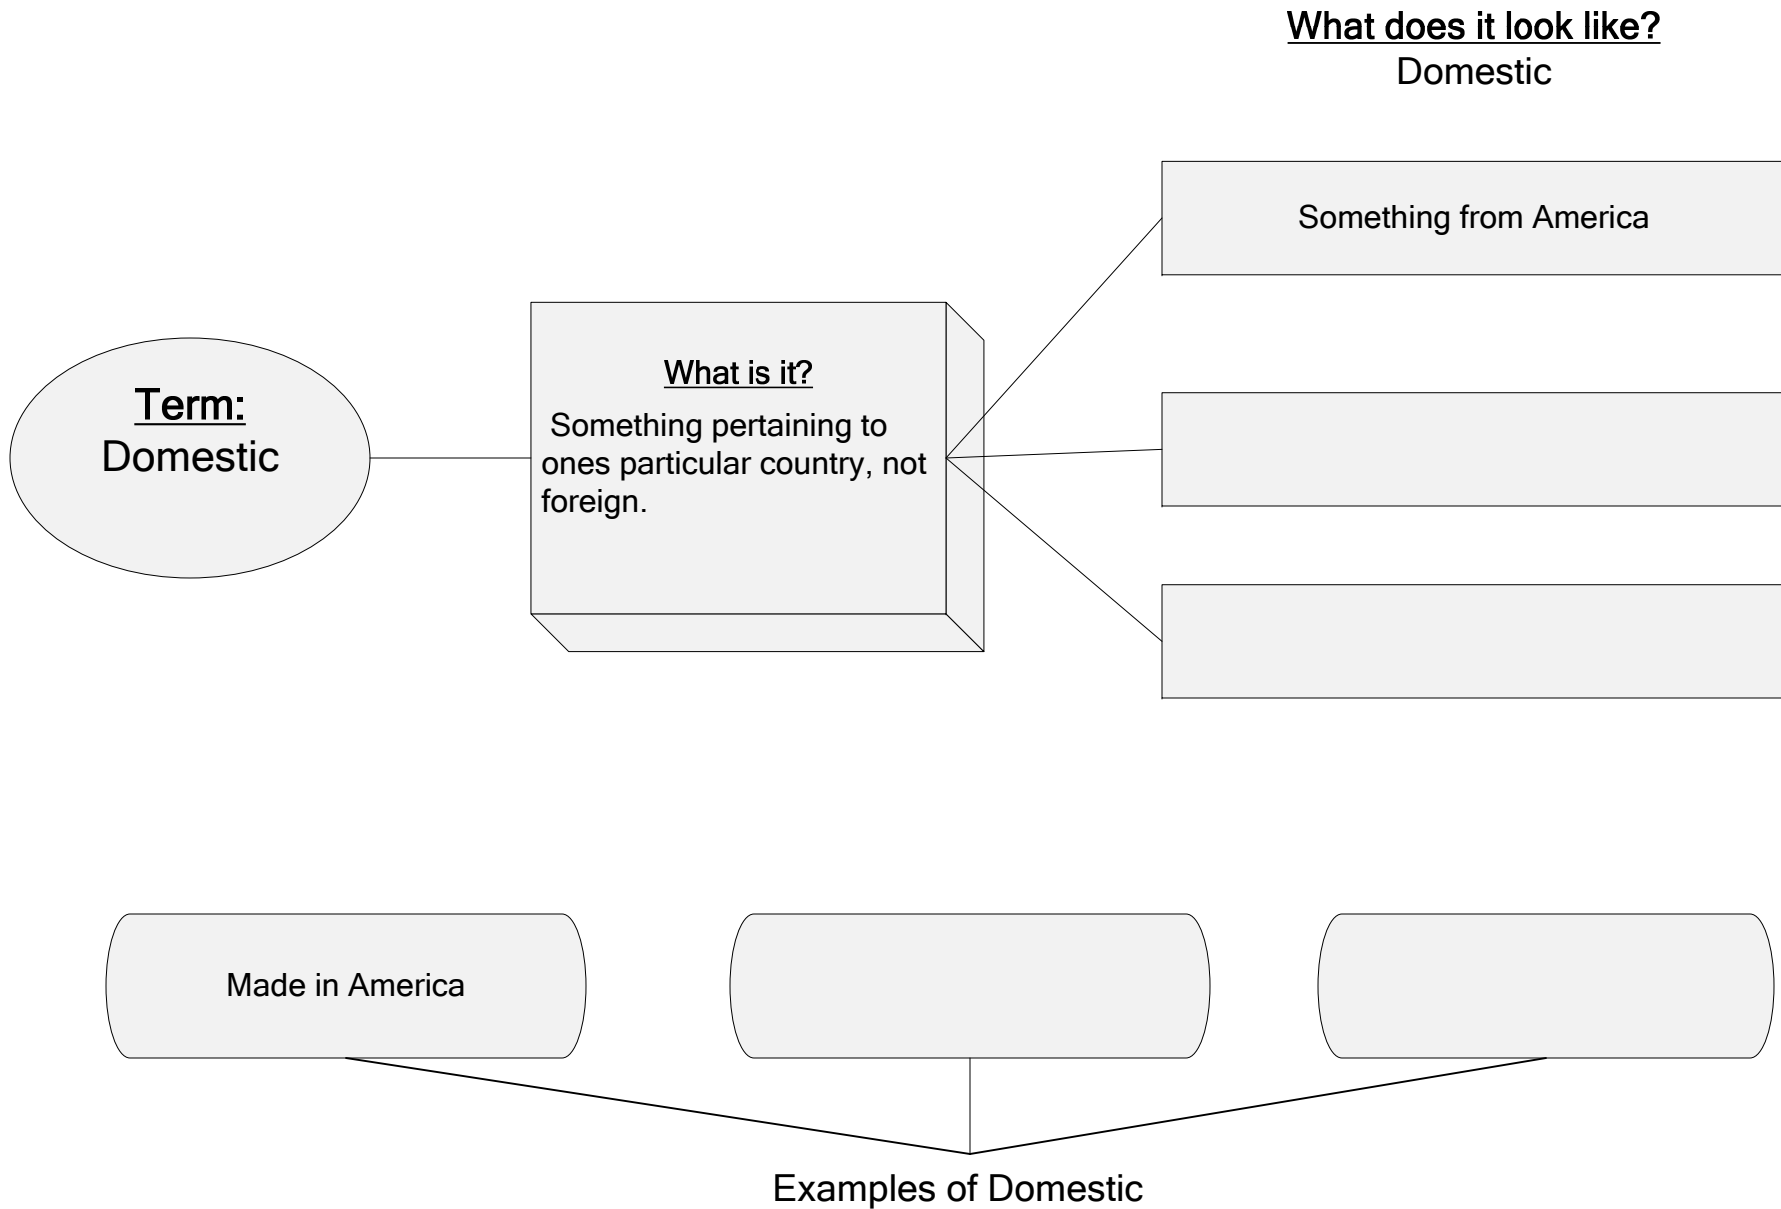 What does it look like?
Domestic
Something from America
Term:
Domestic
What is it?
Something pertaining to
ones particular country, not
foreign.
Made in America
Examples of Domestic